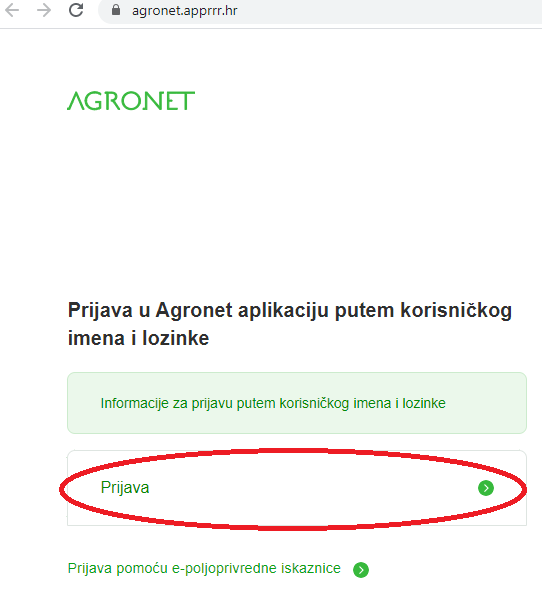 agronet.apprrr.hr
AGRONET
Prijava u Agronet aplikaciju putem korisničkog
imena i lozinke
Informacije za prijavu putem korisničkog imena i lozinke
Prijava
Prijava pomoću e-poljoprivredne iskaznice